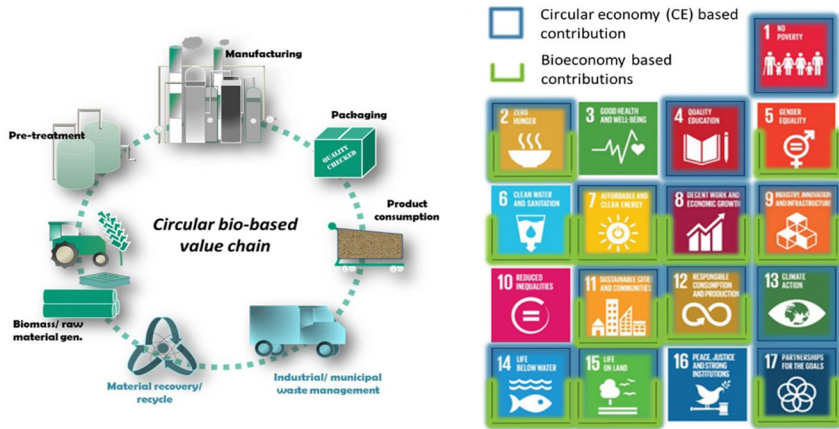 Manufacturing
Pre-treatment
Packaging
QUALITY
CHECKED
Product
consumption
Circular bio-based
value chain
Biomass/ raw
material gen.
Material recovery/
recycle
Industrial/ municipal
waste management
Circular economy (CE) based
contribution
Bioeconomy based
contributions
1 NO
POVERTY
2 ZERO
HUNGER
3 GOOD HEALTH
AND WELL-BEING
4 QUALITY
EDUCATION
5 GENDER
EQUALITY
6 CLEAN WATER
AND SANITATION
7 AFFORDABLE AND
CLEAN ENERGY
8 DECENT WORK AND
ECONOMIC GROWTH
9 INDUSTRY, INNOVATION
AND INFRASTRUCTURE
10 REDUCED
INEQUALITIES
11 SUSTAINABLE CITIES
AND COMMUNITIES
12 RESPONSIBLE
CONSUMPTION
AND PRODUCTION
13 CLIMATE
ACTION
14 LIFE
BELOW WATER
15 LIFE
ON LAND
16 PEACE, JUSTICE
AND STRONG
INSTITUTIONS
17 PARTNERSHIPS
FOR THE GOALS